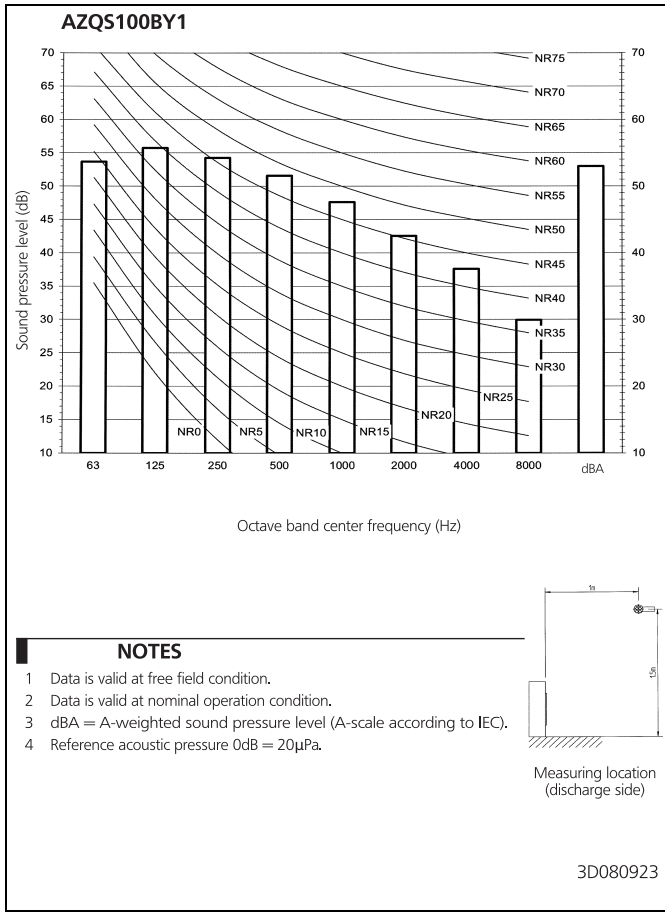 AZQS100BY1
70
65
60
55
50
45
40
35
30
25
20
15
10
Sound pressure level (dB)
70
60
50
40
30
20
10
NR75
NR70
NR65
NR60
NR55
NR50
NR45
NR40
NR35
NR30
NR25
NR20
NR15
NR10
NR5
NR0
63 125 250 500 1000 2000 4000 8000 dBA
Octave band center frequency (Hz)
NOTES
1 Data is valid at free field condition.
2 Data is valid at nominal operation condition.
3 dBA = A-weighted sound pressure level (A-scale according to IEC).
4 Reference acoustic pressure 0dB = 20μPa.
1m
1.5m
Measuring location
(discharge side)
3D080923